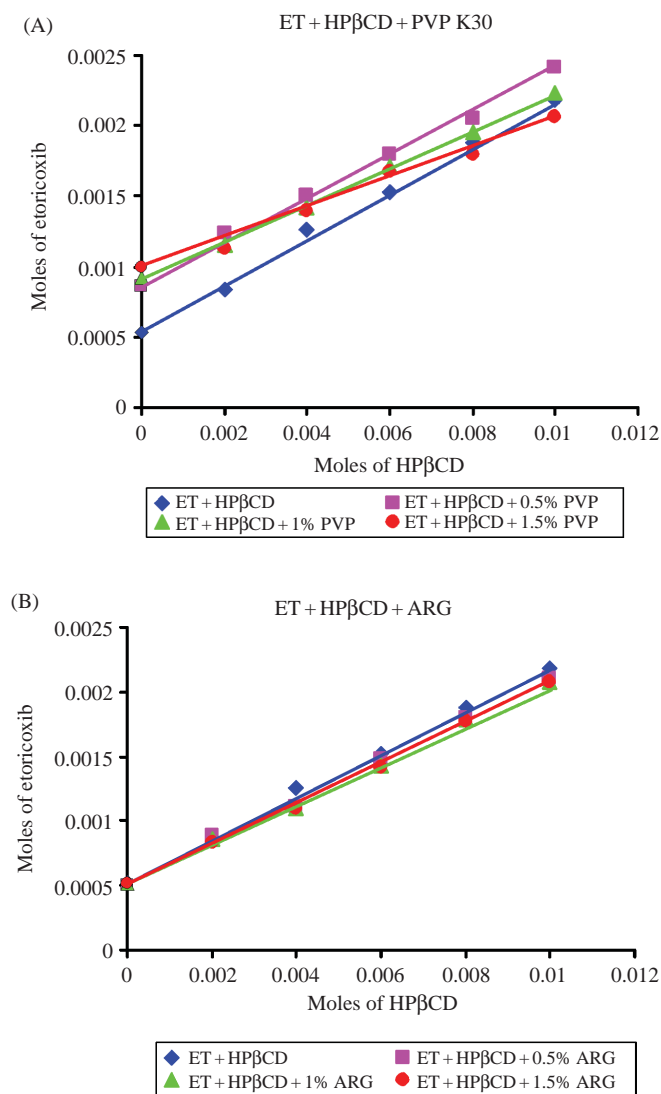 (A)
ET + HPβCD + PVP K30
0.0025
0.002
0.0015
0.001
0.0005
0
Moles of etoricoxib
0 0.002 0.004 0.006 0.008 0.01 0.012
Moles of HPβCD
ET + HPβCD ET + HPβCD + 0.5% PVP
ET + HPβCD + 1% PVP ET + HPβCD + 1.5% PVP
(B)
ET + HPβCD + ARG
0.0025
0.002
0.0015
0.001
0.0005
0
Moles of etoricoxib
0 0.002 0.004 0.006 0.008 0.01 0.012
Moles of HPβCD
ET + HPβCD ET + HPβCD + 0.5% ARG
ET + HPβCD + 1% ARG ET + HPβCD + 1.5% ARG